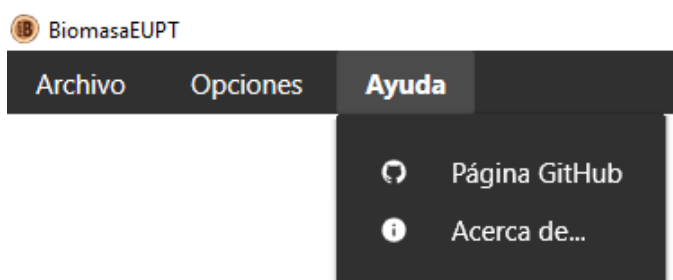 BiomasaEUPT
Archivo Opciones Ayuda
Página GitHub
Acerca de...